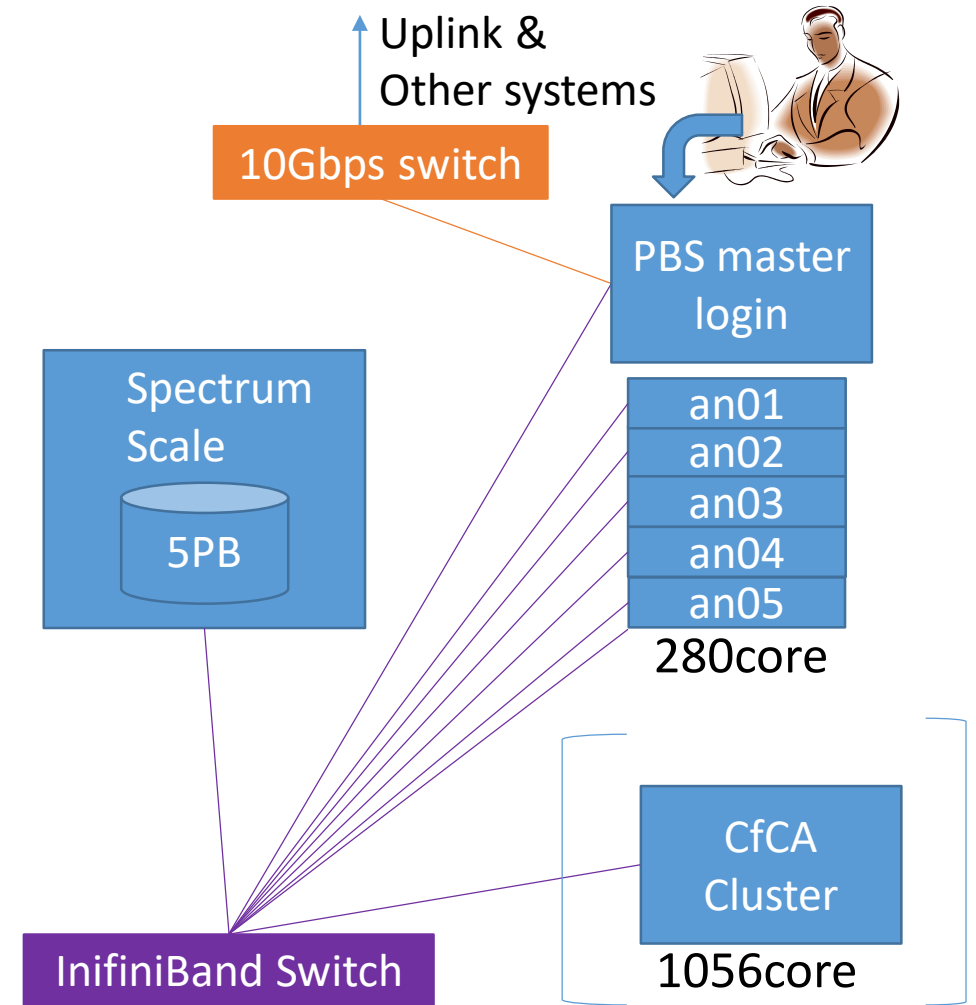 Uplink &
Other systems
10Gbps switch
PBS master
login
Spectrum
Scale
5PB
an01
an02
an03
an04
an05
280core
CfCA
Cluster
1056core
InifiniBand Switch